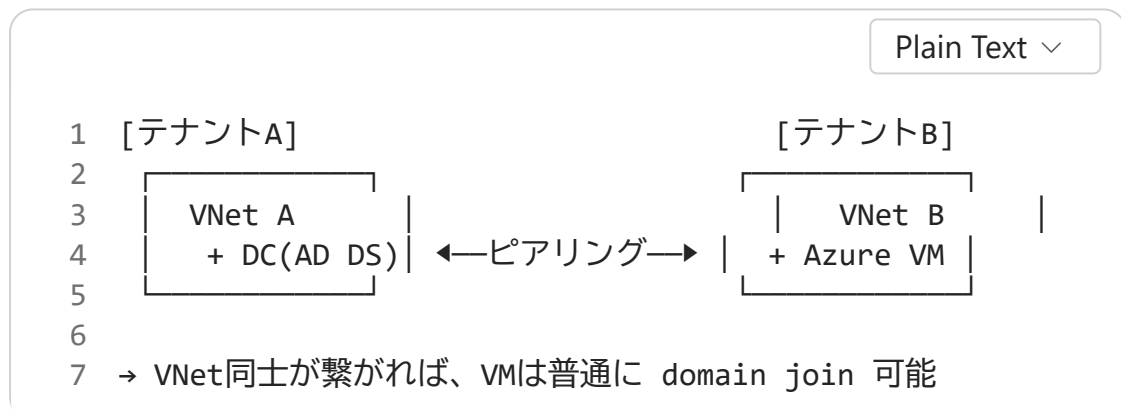 Plain Text
1 [テナントA] [テナントB]
2 ┌───────────┐ ┌───────────┐
3 │ VNet A │ │ VNet B │
4 │ + DC(AD DS)│ ◀──ピアリング──▶ │ + Azure VM │
5 └───────────┘ └───────────┘
6
7 → VNet同士が繋がれば、VMは普通に domain join 可能